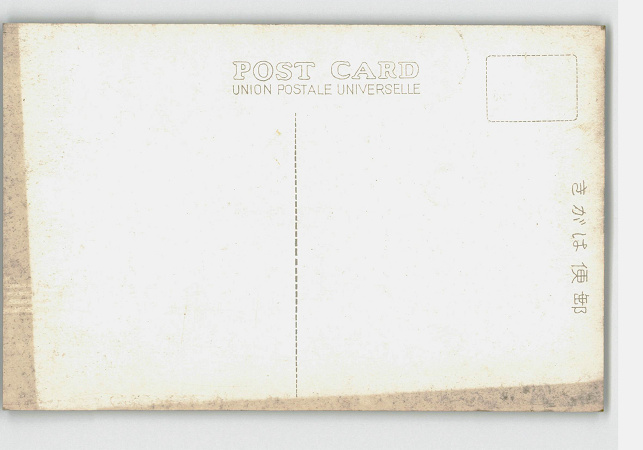 POST CARD
UNION POSTALE UNIVERSELLE
きがは便郵